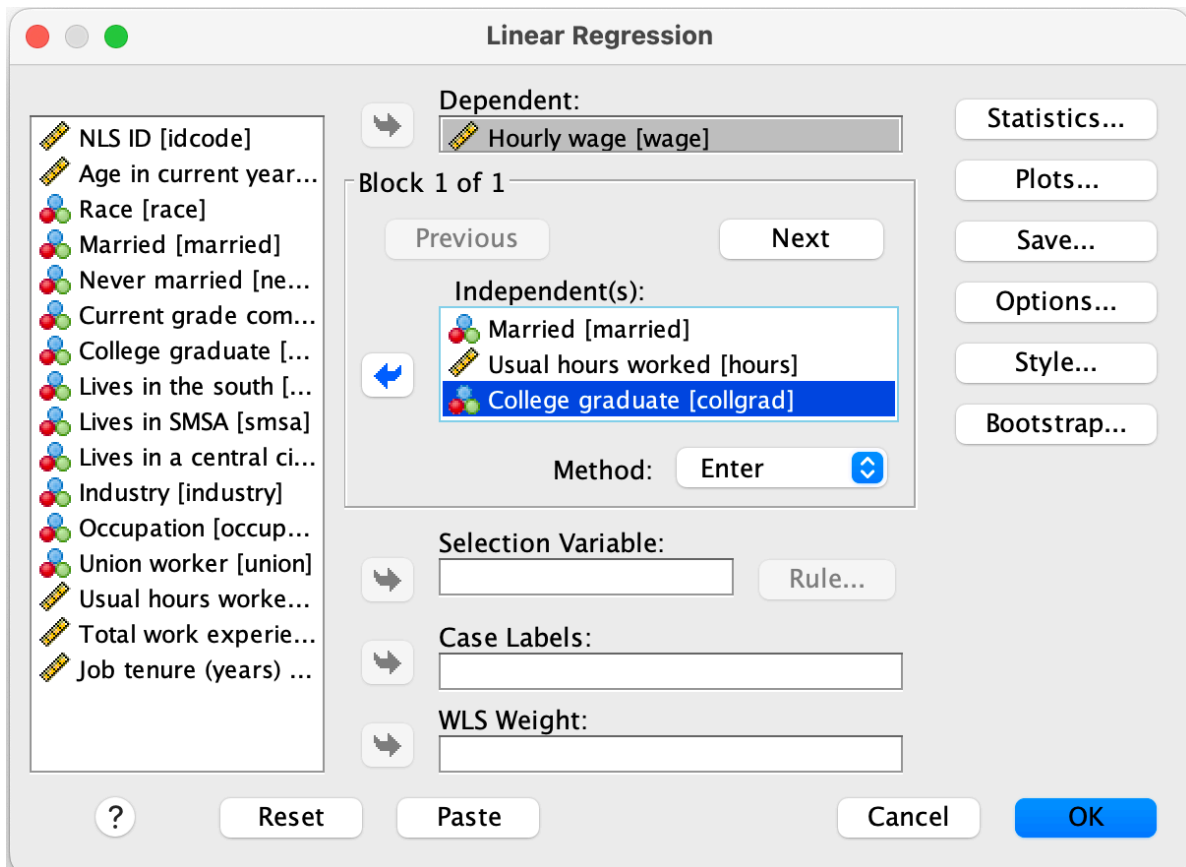 Linear Regression
NLS ID [idcode]
Age in current year...
Race [race]
Married [married]
Never married [ne...
Current grade com...
College graduate [...
Lives in the south [...
Lives in SMSA [smsa]
Lives in a central ci...
Industry [industry]
Occupation [occup...
Union worker [union]
Usual hours worke...
Total work experie...
Job tenure (years) ...
Dependent:
Hourly wage [wage]
Block 1 of 1
Previous
Next
Independent(s):
Married [married]
Usual hours worked [hours]
College graduate [collgrad]
Method:
Enter
Selection Variable:
Rule...
Case Labels:
WLS Weight:
Statistics...
Plots...
Save...
Options...
Style...
Bootstrap...
?
Reset
Paste
Cancel
OK